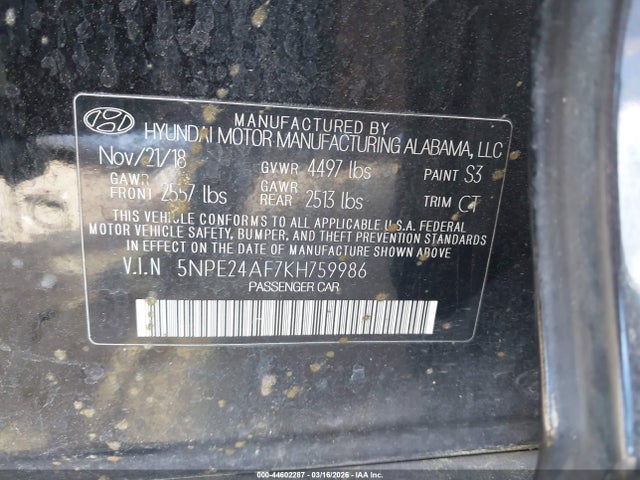 MANUFACTURED BY
HYUNDAI MOTOR MANUFACTURING ALABAMA, LLC
Nov/21/18 GVWR 4497 lbs PAINT S3
GAWR FRONT 2557 lbs GAWR REAR 2513 lbs TRIM CT
THIS VEHICLE CONFORMS TO ALL APPLICABLE U.S.A. FEDERAL
MOTOR VEHICLE SAFETY, BUMPER, AND THEFT PREVENTION STANDARDS
IN EFFECT ON THE DATE OF MANUFACTURE SHOWN ABOVE
V.I.N 5NPE24AF7KH759986
PASSENGER CAR
000-44602287 - 03/16/2026 - COPYRIGHT IAA, LLC